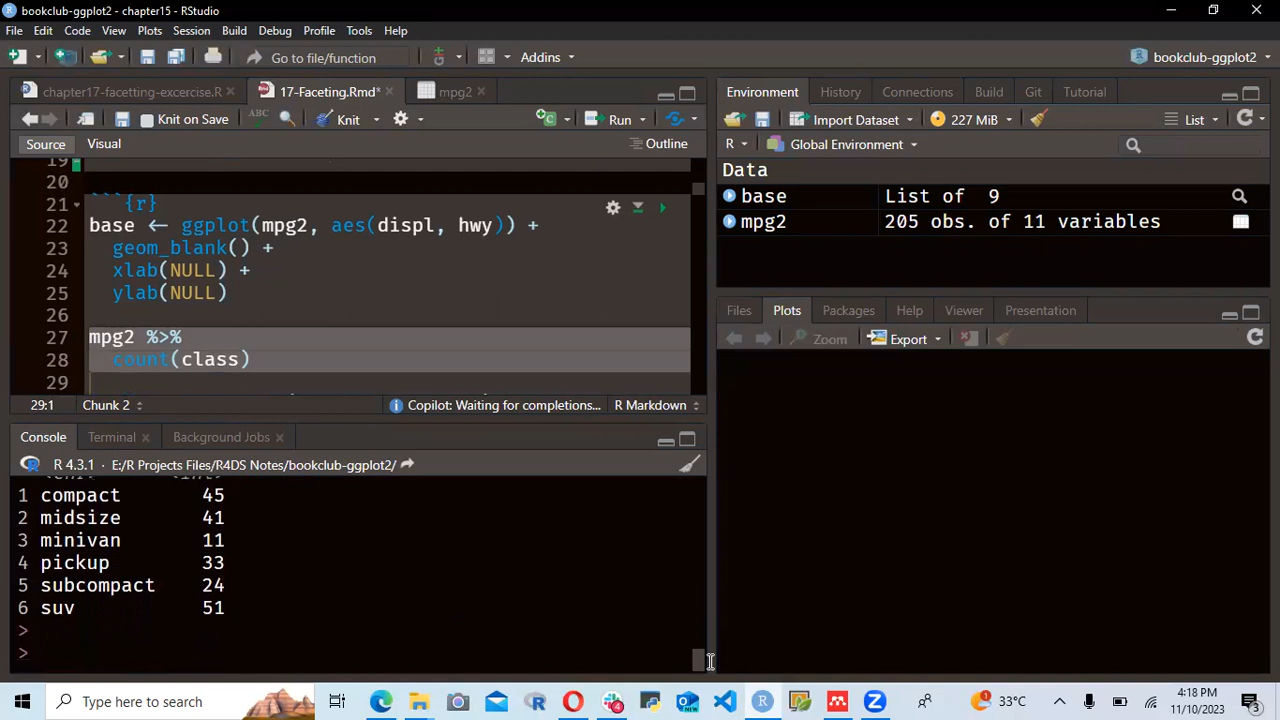 bookclub-ggplot2 - chapter15 - RStudio
File Edit Code View Plots Session Build Debug Profile Tools Help
Go to file/function Addins bookclub-ggplot2
chapter17-facetting-excercise.R 17-Faceting.Rmd* mpg2
Knit on Save ABC Knit Run
Source Visual Outline
19
20
21 ```{r}
22 base <- ggplot(mpg2, aes(displ, hwy)) +
23 geom_blank() +
24 xlab(NULL) +
25 ylab(NULL)
26
27 mpg2 %>%
28 count(class)
29
29:1 Chunk 2 Copilot: Waiting for completions... R Markdown
Console Terminal Background Jobs
R 4.3.1 · E:/R Projects Files/R4DS Notes/bookclub-ggplot2/
1 compact 45
2 midsize 41
3 minivan 11
4 pickup 33
5 subcompact 24
6 suv 51
>
>
Environment History Connections Build Git Tutorial
Import Dataset 227 MiB List
R Global Environment
Data
base List of 9
mpg2 205 obs. of 11 variables
Files Plots Packages Help Viewer Presentation
Zoom Export
Type here to search
4
NEW
33°C
4:18 PM
11/10/2023
3